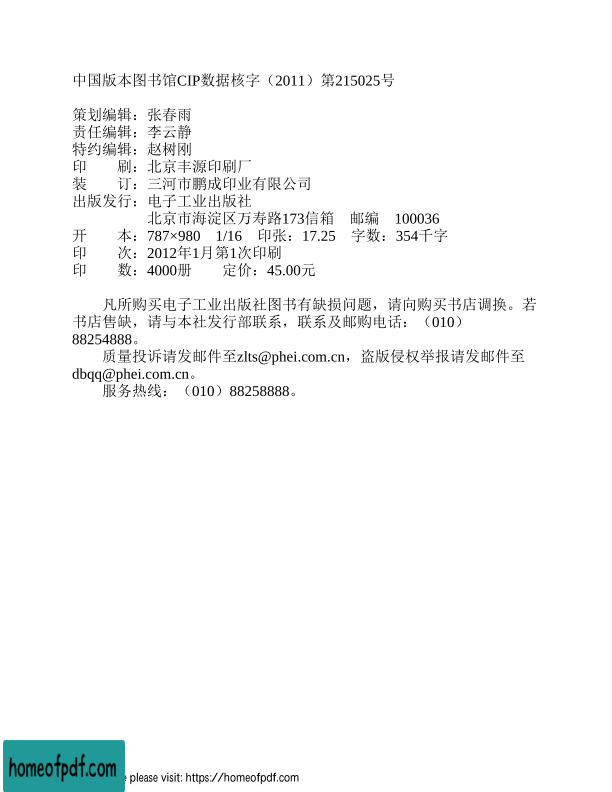 中国版本图书馆CIP数据核字（2011）第215025号
策划编辑：张春雨
责任编辑：李云静
特约编辑：赵树刚
印　　刷：北京丰源印刷厂
装　　订：三河市鹏成印业有限公司
出版发行：电子工业出版社
北京市海淀区万寿路173信箱　邮编　100036
开　　本：787×980　1/16　印张：17.25　字数：354千字
印　　次：2012年1月第1次印刷
印　　数：4000册　　定价：45.00元
凡所购买电子工业出版社图书有缺损问题，请向购买书店调换。若
书店售缺，请与本社发行部联系，联系及邮购电话：（010）
88254888。
质量投诉请发邮件至zlts@phei.com.cn，盗版侵权举报请发邮件至
dbqq@phei.com.cn。
服务热线：（010）88258888。
homeofpdf.com
please visit: https://homeofpdf.com